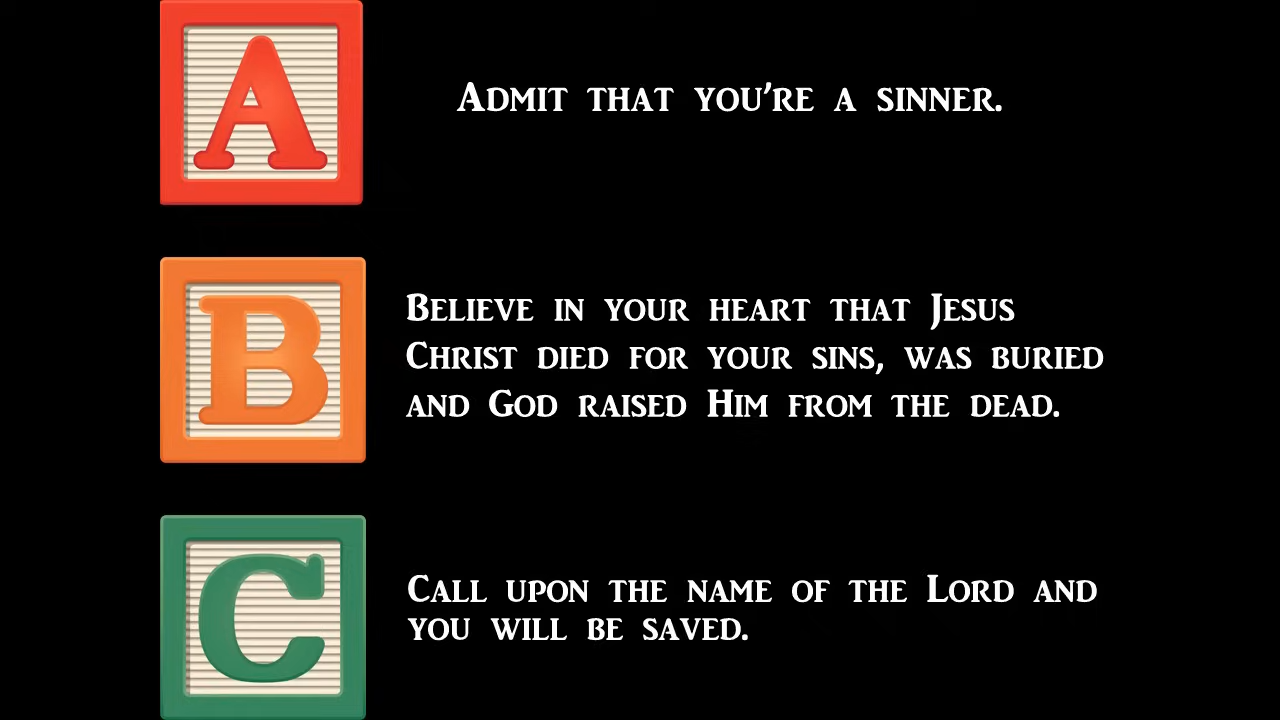 A
Admit that you're a sinner.
B
Believe in your heart that Jesus
Christ died for your sins, was buried
and God raised Him from the dead.
C
Call upon the name of the Lord and
you will be saved.